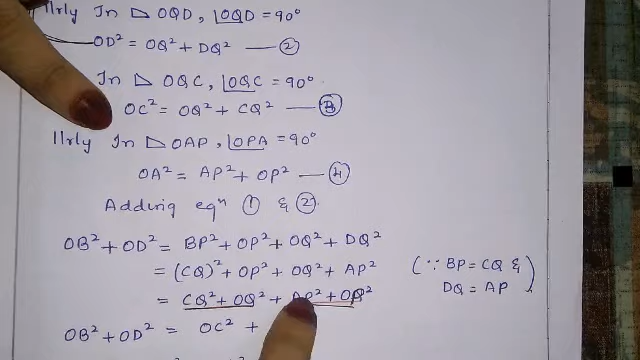 llrly In ⊿ OQD, ∠OQD = 90°
OD² = OQ² + DQ² — ②
In ⊿ OQC, ∠OQC = 90°
OC² = OQ² + CQ² — ③
llrly In ⊿ OAP, ∠OPA = 90°
OA² = AP² + OP² — ④
Adding eqⁿ ① & ②
OB² + OD² = BP² + OP² + OQ² + DQ²
= (CQ)² + OP² + OQ² + AP² (∵ BP = CQ &
= CQ² + OQ² + AP² + OP² DQ = AP)
OB² + OD² = OC² +